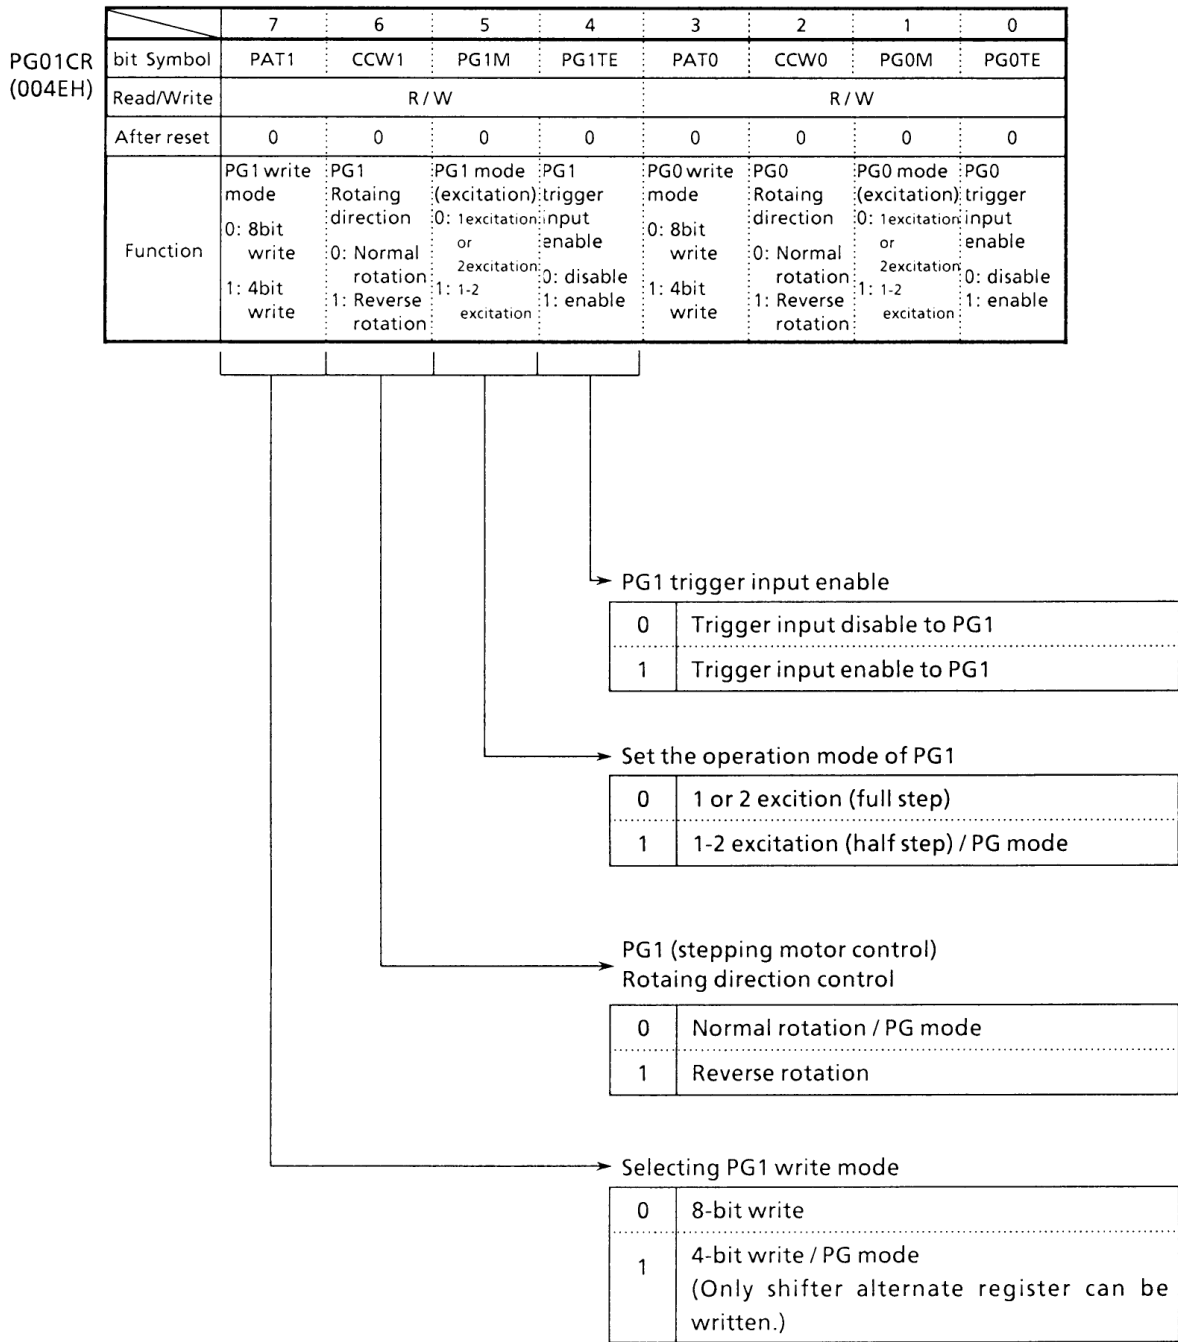 7 6 5 4 3 2 1 0
PG01CR
(004EH)
bit Symbol PAT1 CCW1 PG1M PG1TE PAT0 CCW0 PG0M PG0TE
Read/Write R / W R / W
After reset 0 0 0 0 0 0 0 0
Function
PG1 write
mode
0: 8bit
write
1: 4bit
write
PG1
Rotaing
direction
0: Normal
rotation
1: Reverse
rotation
PG1 mode
(excitation)
0: 1excitation
or
2excitation
1: 1-2
excitation
PG1
trigger
input
enable
0: disable
1: enable
PG0 write
mode
0: 8bit
write
1: 4bit
write
PG0
Rotaing
direction
0: Normal
rotation
1: Reverse
rotation
PG0 mode
(excitation)
0: 1excitation
or
2excitation
1: 1-2
excitation
PG0
trigger
input
enable
0: disable
1: enable
PG1 trigger input enable
0 Trigger input disable to PG1
1 Trigger input enable to PG1
Set the operation mode of PG1
0 1 or 2 excition (full step)
1 1-2 excitation (half step) / PG mode
PG1 (stepping motor control)
Rotaing direction control
0 Normal rotation / PG mode
1 Reverse rotation
Selecting PG1 write mode
0 8-bit write
1 4-bit write / PG mode
(Only shifter alternate register can be
written.)